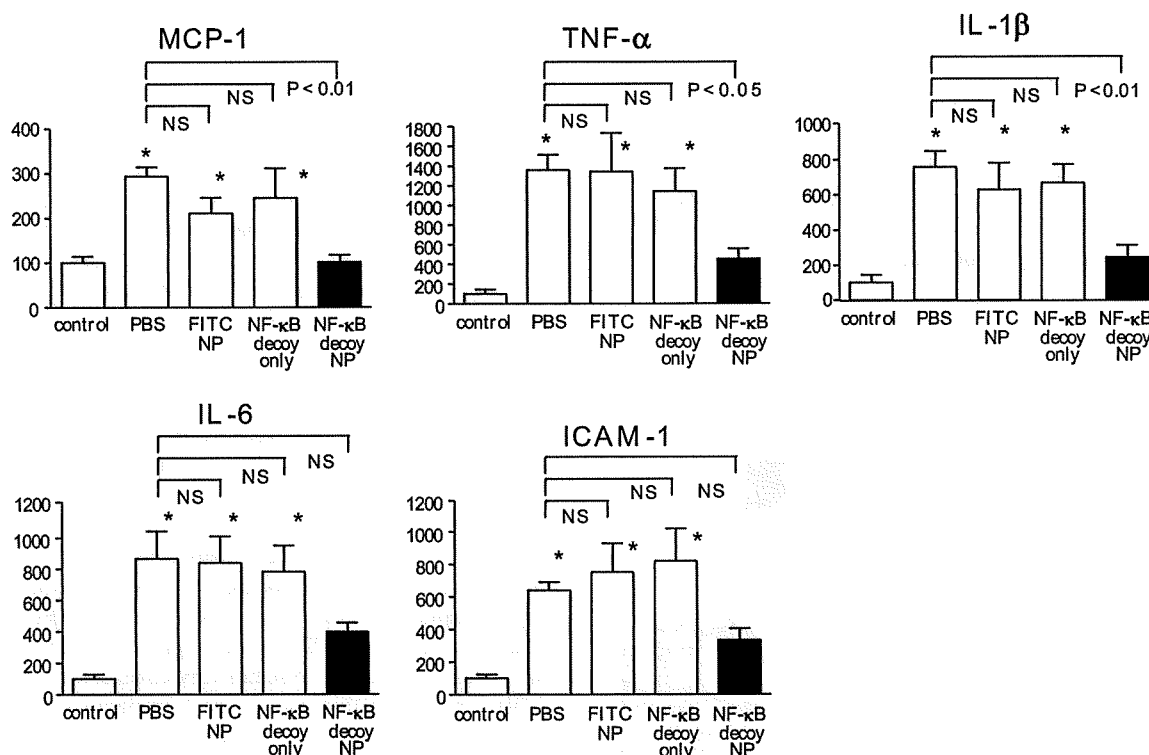 MCP-1
P<0.01
NS
NS
400
300
200
100
0
*
*
*
control
PBS
FITC
NP
NF-κB
decoy
only
NF-κB
decoy
NP
TNF-α
P<0.05
NS
NS
1800
1600
1400
1200
1000
800
600
400
200
0
*
*
*
control
PBS
FITC
NP
NF-κB
decoy
only
NF-κB
decoy
NP
IL-1β
P<0.01
NS
NS
1000
800
600
400
200
0
*
*
*
control
PBS
FITC
NP
NF-κB
decoy
only
NF-κB
decoy
NP
IL-6
NS
NS
NS
1200
1000
800
600
400
200
0
*
*
*
control
PBS
FITC
NP
NF-κB
decoy
only
NF-κB
decoy
NP
ICAM-1
NS
NS
NS
1200
1000
800
600
400
200
0
*
*
*
control
PBS
FITC
NP
NF-κB
decoy
only
NF-κB
decoy
NP